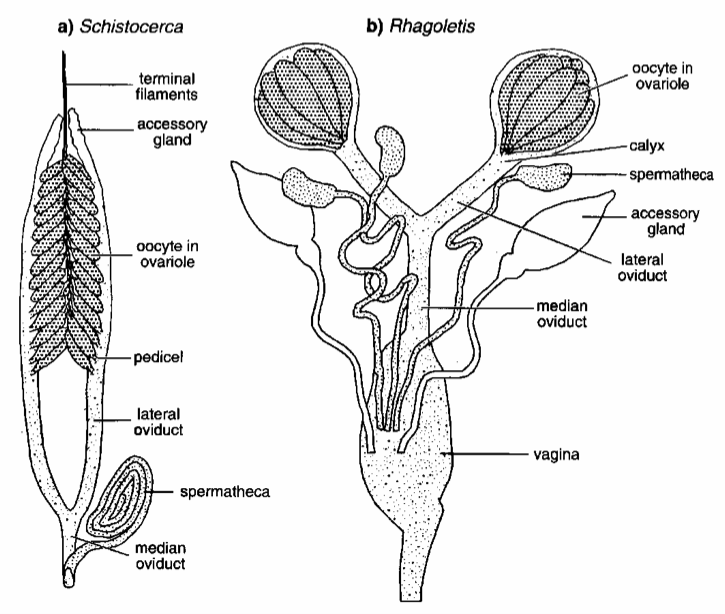 a) Schistocerca
terminal
filaments
accessory
gland
oocyte in
ovariole
pedicel
lateral
oviduct
spermatheca
median
oviduct
b) Rhagoletis
oocyte in
ovariole
calyx
spermatheca
accessory
gland
lateral
oviduct
median
oviduct
vagina